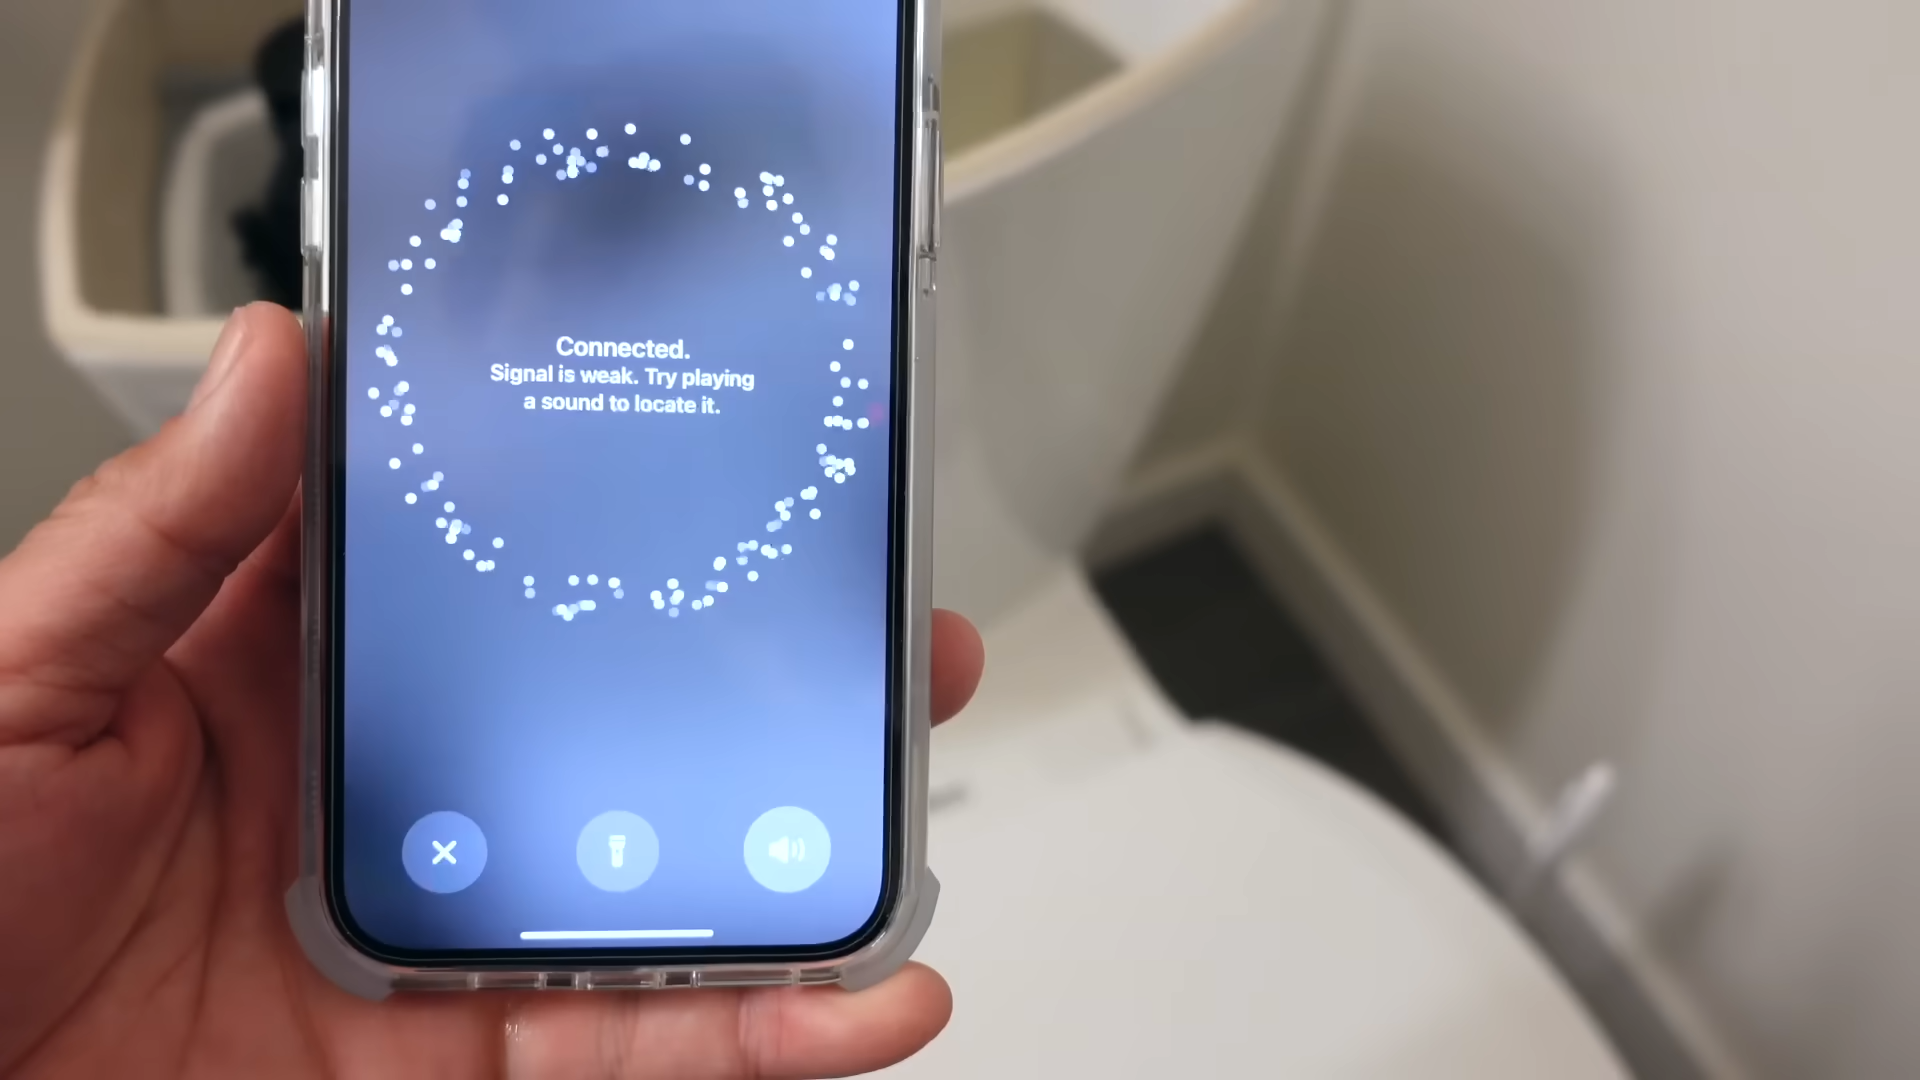 Connected.
Signal is weak. Try playing
a sound to locate it.